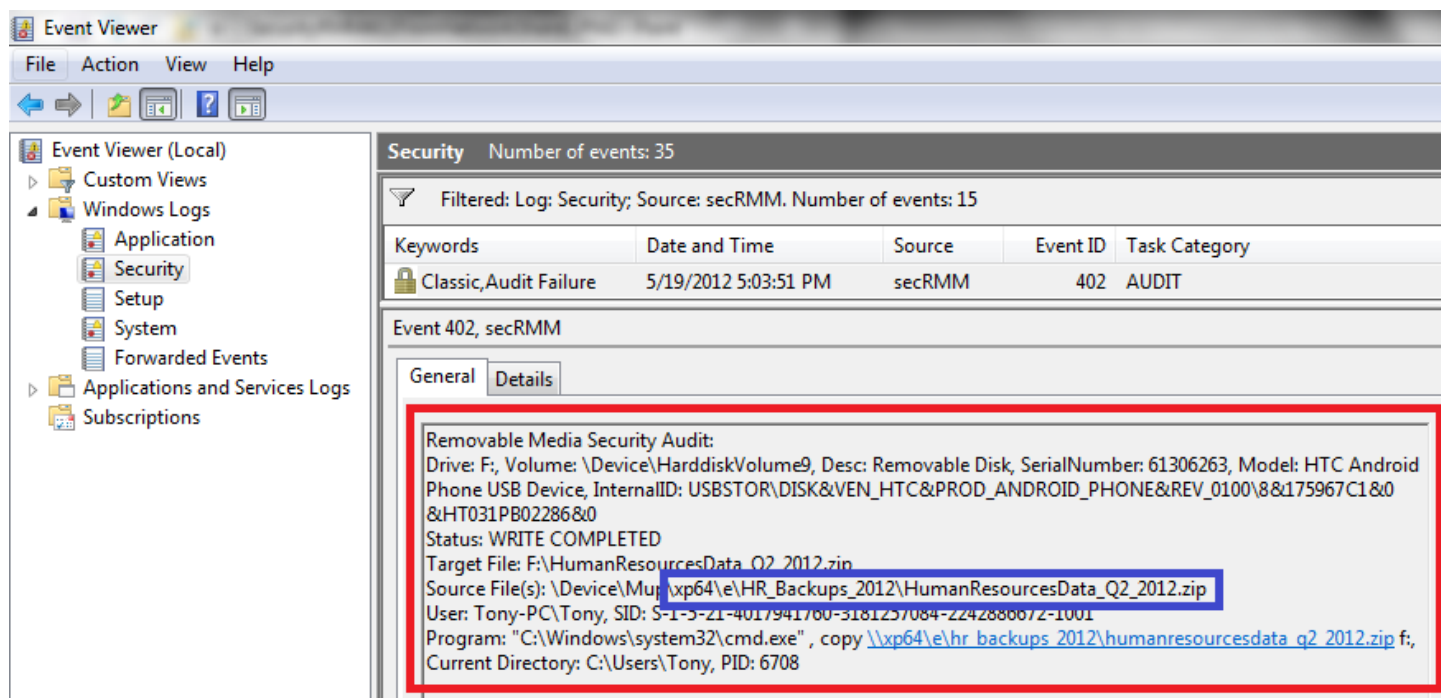 Event Viewer
File Action View Help
Event Viewer (Local)
Custom Views
Windows Logs
Application
Security
Setup
System
Forwarded Events
Applications and Services Logs
Subscriptions
Security Number of events: 35
Filtered: Log: Security; Source: secRMM. Number of events: 15
Keywords Date and Time Source Event ID Task Category
Classic,Audit Failure 5/19/2012 5:03:51 PM secRMM 402 AUDIT
Event 402, secRMM
General Details
Removable Media Security Audit:
Drive: F:, Volume: \Device\HarddiskVolume9, Desc: Removable Disk, SerialNumber: 61306263, Model: HTC Android
Phone USB Device, InternalID: USBSTOR\DISK&VEN_HTC&PROD_ANDROID_PHONE&REV_0100\8&175967C1&0
&HT031PB02286&0
Status: WRITE COMPLETED
Target File: F:\HumanResourcesData_Q2_2012.zip
Source File(s): \Device\Mup\xp64\e\HR_Backups_2012\HumanResourcesData_Q2_2012.zip
User: Tony-PC\Tony, SID: S-1-5-21-4017941760-3181257084-2242886672-1001
Program: "C:\Windows\system32\cmd.exe" , copy \\xp64\e\hr_backups_2012\humanresourcesdata_q2_2012.zip f:,
Current Directory: C:\Users\Tony, PID: 6708